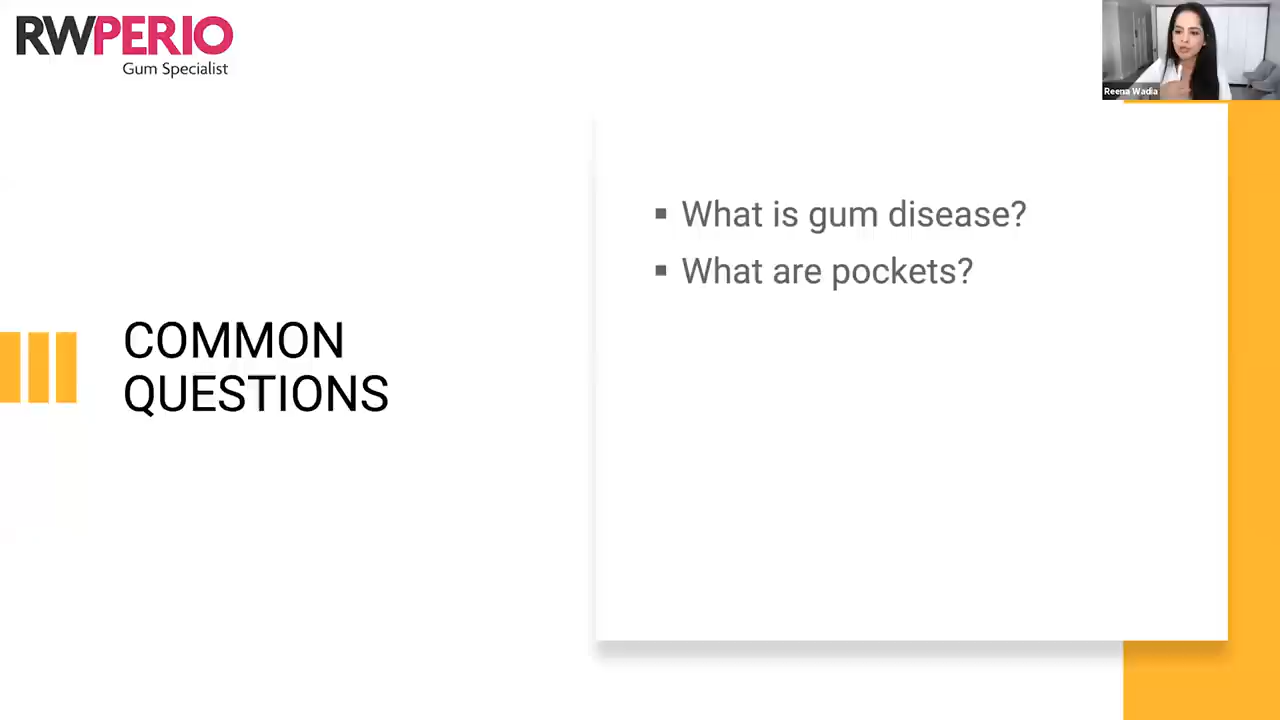 RWPERIO
Gum Specialist
Reena Wadia
▪ What is gum disease?
▪ What are pockets?
COMMON
QUESTIONS